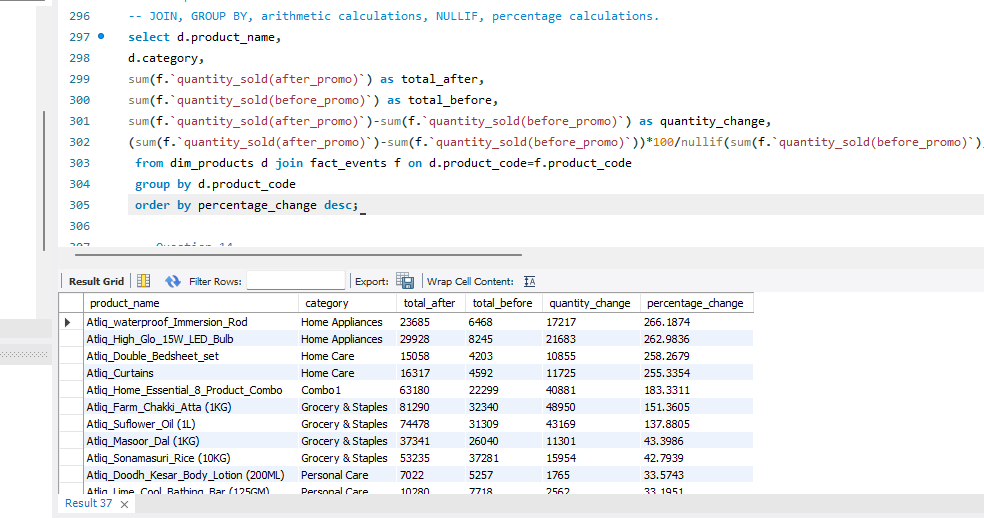 296 -- JOIN, GROUP BY, arithmetic calculations, NULLIF, percentage calculations.
297 select d.product_name,
298 d.category,
299 sum(f.`quantity_sold(after_promo)`) as total_after,
300 sum(f.`quantity_sold(before_promo)`) as total_before,
301 sum(f.`quantity_sold(after_promo)`)-sum(f.`quantity_sold(before_promo)`) as quantity_change,
302 (sum(f.`quantity_sold(after_promo)`)-sum(f.`quantity_sold(before_promo)`))*100/nullif(sum(f.`quantity_sold(before_promo)`)
303 from dim_products d join fact_events f on d.product_code=f.product_code
304 group by d.product_code
305 order by percentage_change desc;
306
307 Question 14
Result Grid Filter Rows: Export: Wrap Cell Content:
product_name category total_after total_before quantity_change percentage_change
Atliq_waterproof_Immersion_Rod Home Appliances 23685 6468 17217 266.1874
Atliq_High_Glo_15W_LED_Bulb Home Appliances 29928 8245 21683 262.9836
Atliq_Double_Bedsheet_set Home Care 15058 4203 10855 258.2679
Atliq_Curtains Home Care 16317 4592 11725 255.3354
Atliq_Home_Essential_8_Product_Combo Combo1 63180 22299 40881 183.3311
Atliq_Farm_Chakki_Atta (1KG) Grocery & Staples 81290 32340 48950 151.3605
Atliq_Suflower_Oil (1L) Grocery & Staples 74478 31309 43169 137.8805
Atliq_Masoor_Dal (1KG) Grocery & Staples 37341 26040 11301 43.3986
Atliq_Sonamasuri_Rice (10KG) Grocery & Staples 53235 37281 15954 42.7939
Atliq_Doodh_Kesar_Body_Lotion (200ML) Personal Care 7022 5257 1765 33.5743
Atliq_Lime_Cool_Bathing_Bar (125GM) Personal Care 10280 7718 2562 33.1951
Result 37